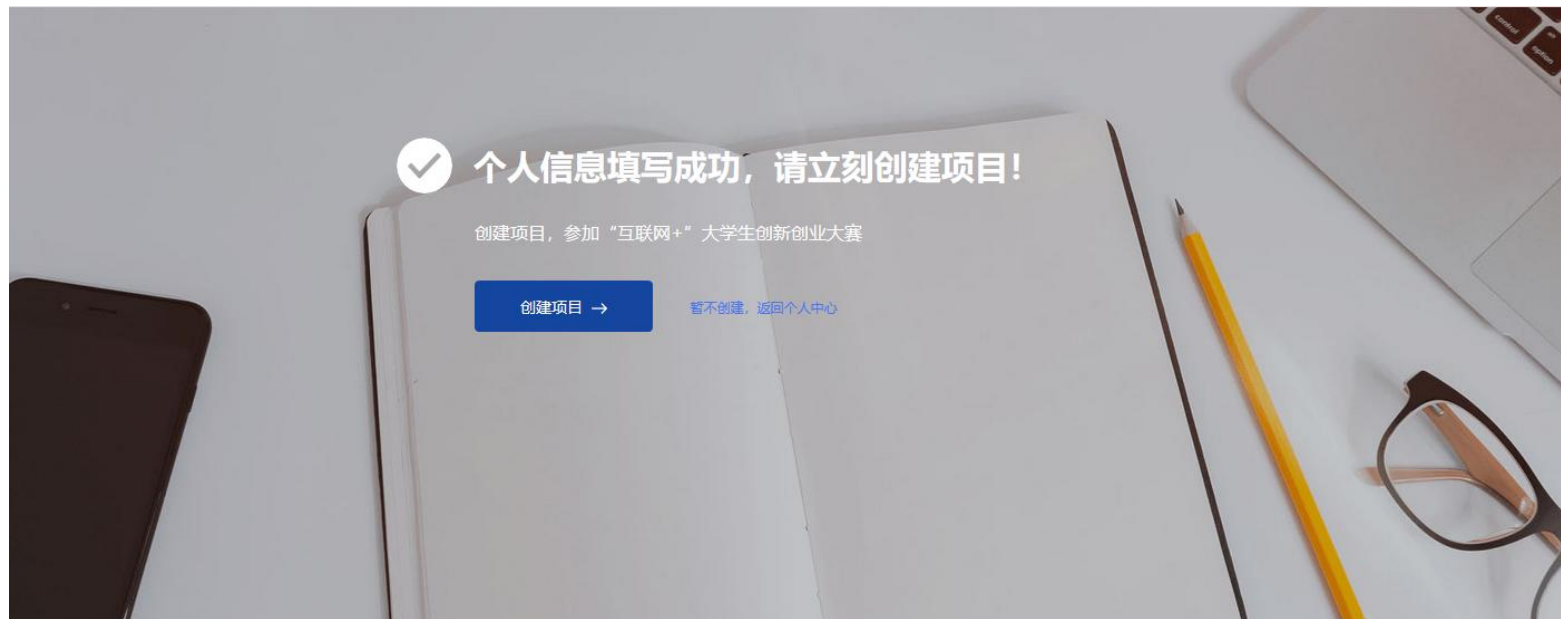 个人信息填写成功，请立刻创建项目！
创建项目，参加“互联网+”大学生创新创业大赛
创建项目 → 暂不创建，返回个人中心
control
option